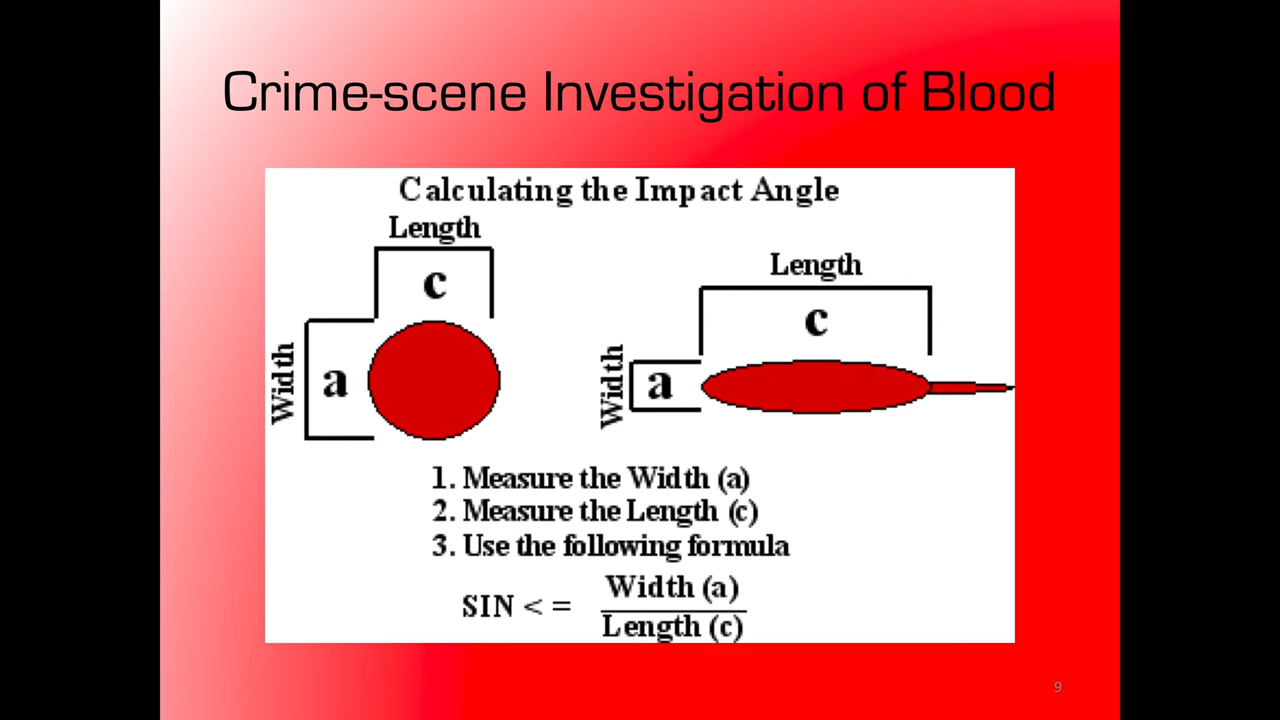 Crime-scene Investigation of Blood
Calculating the Impact Angle
Length
c
Width
a
Length
c
Width
a
1. Measure the Width (a)
2. Measure the Length (c)
3. Use the following formula
SIN < = Width (a)
Length (c)
9